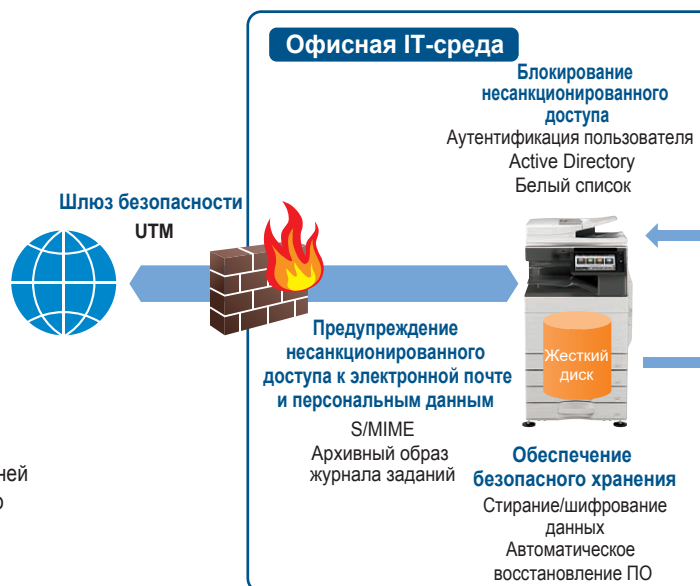 Офисная IT-среда
Блокирование
несанкционированного
доступа
Аутентификация пользователя
Active Directory
Белый список
Шлюз безопасности
UTM
Жесткий
диск
Предупреждение
несанкционированного
доступа к электронной почте
и персональным данным
S/MIME
Архивный образ
журнала заданий
Обеспечение
безопасного хранения
Стирание/шифрование
данных
Автоматическое
восстановление ПО
ней
о